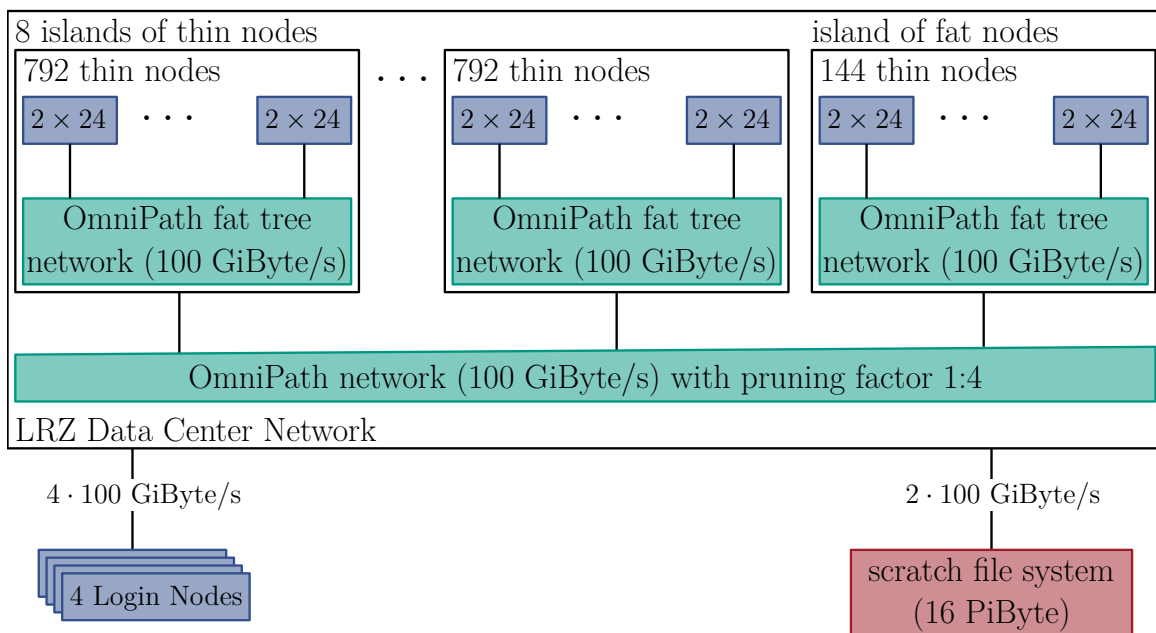 8 islands of thin nodes
island of fat nodes
792 thin nodes
. . .
792 thin nodes
144 thin nodes
2 × 24
· · ·
2 × 24
2 × 24
· · ·
2 × 24
2 × 24
· · ·
2 × 24
OmniPath fat tree
network (100 GiByte/s)
OmniPath fat tree
network (100 GiByte/s)
OmniPath fat tree
network (100 GiByte/s)
OmniPath network (100 GiByte/s) with pruning factor 1:4
LRZ Data Center Network
4 · 100 GiByte/s
2 · 100 GiByte/s
4 Login Nodes
scratch file system
(16 PiByte)